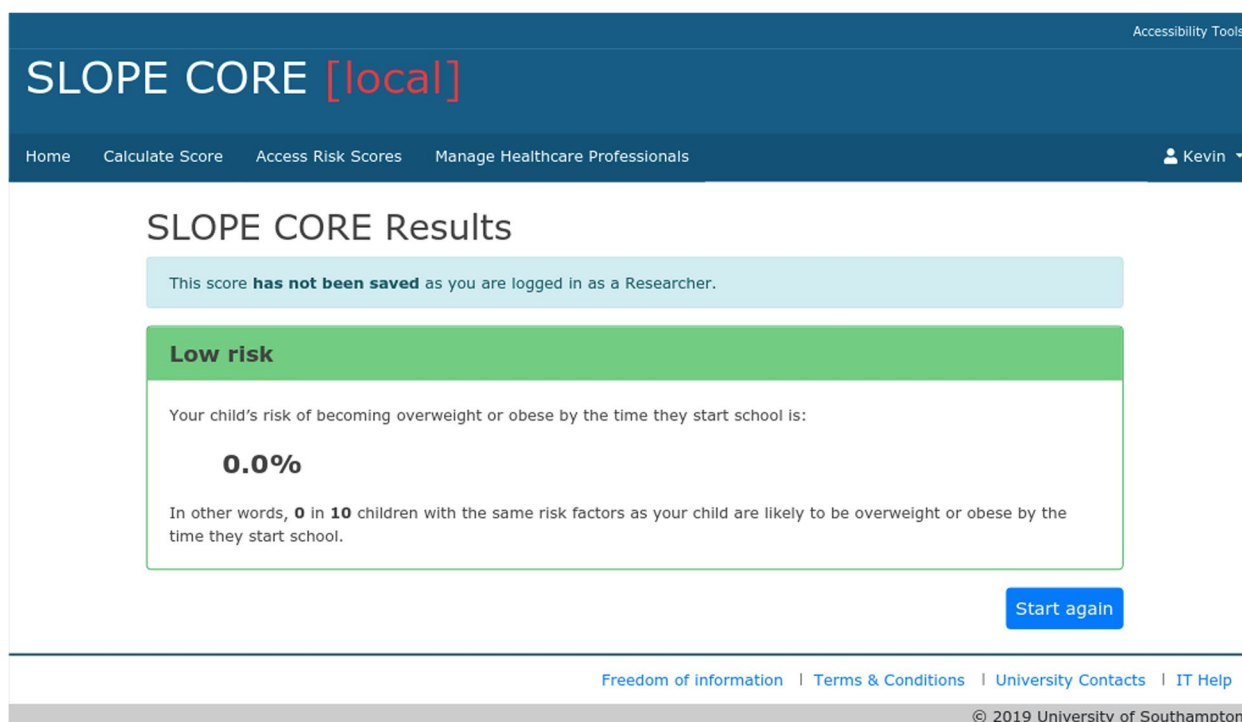 Accessibility Tools
SLOPE CORE [local]
Home Calculate Score Access Risk Scores Manage Healthcare Professionals Kevin
SLOPE CORE Results
This score has not been saved as you are logged in as a Researcher.
Low risk
Your child’s risk of becoming overweight or obese by the time they start school is:
0.0%
In other words, 0 in 10 children with the same risk factors as your child are likely to be overweight or obese by the
time they start school.
Start again
Freedom of information | Terms & Conditions | University Contacts | IT Help
© 2019 University of Southampton